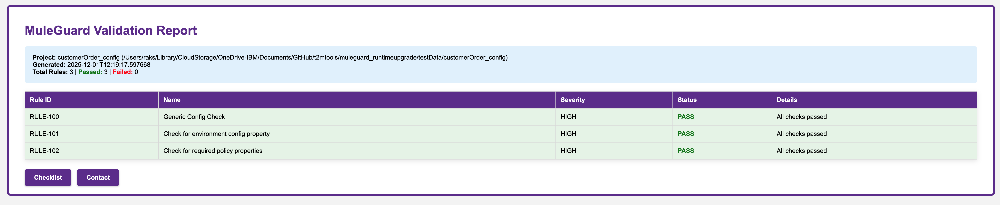 MuleGuard Validation Report
Project: customerOrder_config (/Users/raks/Library/CloudStorage/OneDrive-IBM/Documents/GitHub/t2mtools/muleguard_runtimeupgrade/testData/customerOrder_config)
Generated: 2025-12-01T12:19:17.597668
Total Rules: 3 | Passed: 3 | Failed: 0
Rule ID Name Severity Status Details
RULE-100 Generic Config Check HIGH PASS All checks passed
RULE-101 Check for environment config property HIGH PASS All checks passed
RULE-102 Check for required policy properties HIGH PASS All checks passed
Checklist Contact